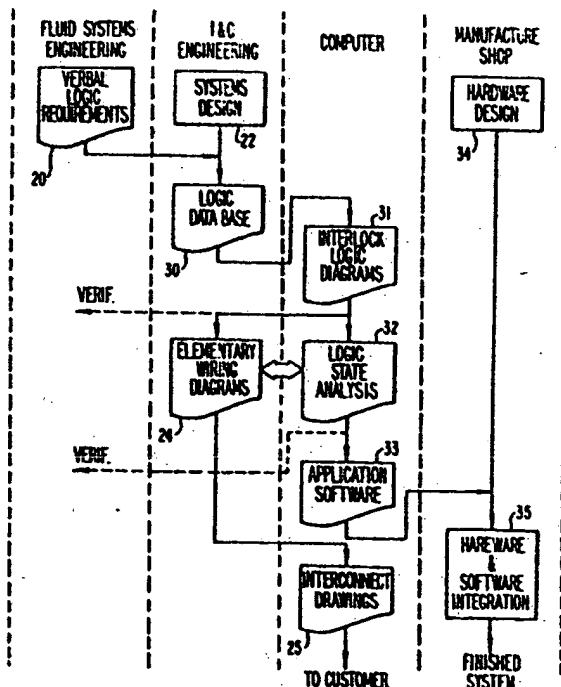 FLUID SYSTEMS
ENGINEERING
I&C
ENGINEERING
COMPUTER
MANUFACTURE
SHOP
VERBAL
LOGIC
REQUIREMENTS
20
SYSTEMS
DESIGN
22
HARDWARE
DESIGN
34
LOGIC
DATA BASE
30
31
INTERLOCK
LOGIC
DIAGRAMS
VERIF.
ELEMENTARY
WIRING
DIAGRAMS
24
32
LOGIC
STATE
ANALYSIS
VERIF.
33
APPLICATION
SOFTWARE
35
HAREWARE
&
SOFTWARE
INTEGRATION
INTERCONNECT
DRAWINGS
25
TO CUSTOMER
FINISHED
SYSTEM